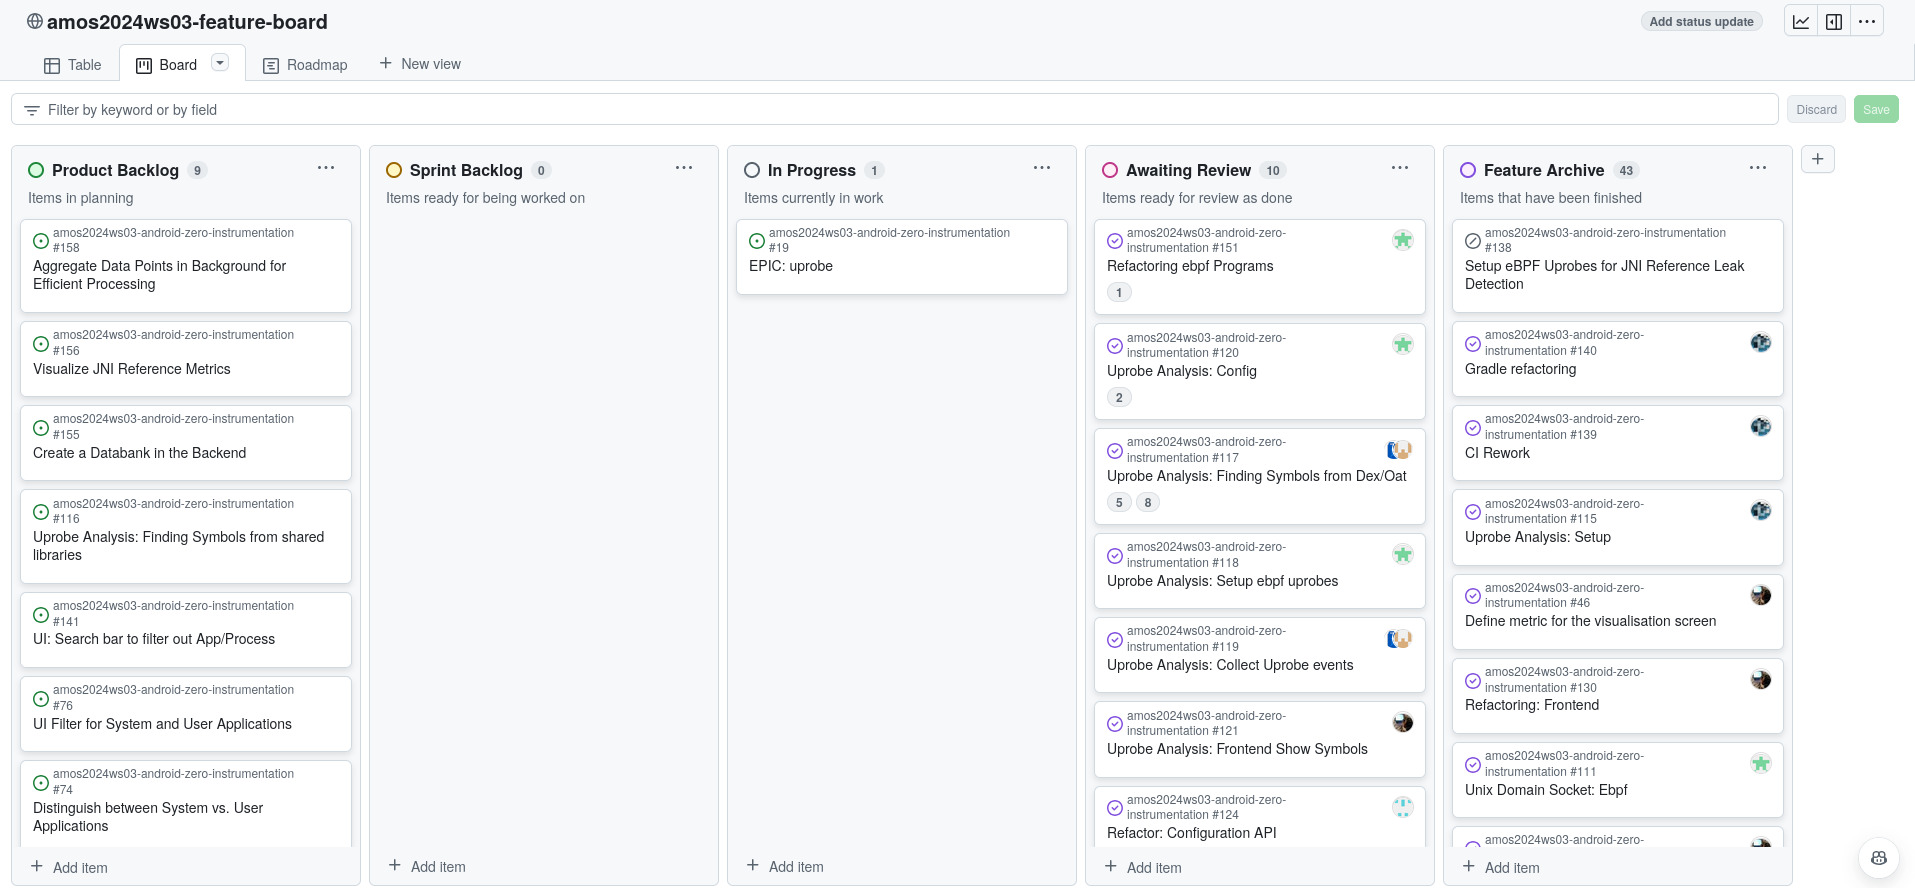 amos2024ws03-feature-board
Add status update
Table
Board
Roadmap
New view
Filter by keyword or by field
Discard
Save
Product Backlog 9
Items in planning
amos2024ws03-android-zero-instrumentation
#158
Aggregate Data Points in Background for
Efficient Processing
amos2024ws03-android-zero-instrumentation
#156
Visualize JNI Reference Metrics
amos2024ws03-android-zero-instrumentation
#155
Create a Databank in the Backend
amos2024ws03-android-zero-instrumentation
#116
Uprobe Analysis: Finding Symbols from shared
libraries
amos2024ws03-android-zero-instrumentation
#141
UI: Search bar to filter out App/Process
amos2024ws03-android-zero-instrumentation
#76
UI Filter for System and User Applications
amos2024ws03-android-zero-instrumentation
#74
Distinguish between System vs. User
Applications
Add item
Sprint Backlog 0
Items ready for being worked on
Add item
In Progress 1
Items currently in work
amos2024ws03-android-zero-instrumentation
#19
EPIC: uprobe
Add item
Awaiting Review 10
Items ready for review as done
amos2024ws03-android-zero-
instrumentation #151
Refactoring ebpf Programs
1
amos2024ws03-android-zero-
instrumentation #120
Uprobe Analysis: Config
2
amos2024ws03-android-zero-
instrumentation #117
Uprobe Analysis: Finding Symbols from Dex/Oat
5 8
amos2024ws03-android-zero-
instrumentation #118
Uprobe Analysis: Setup ebpf uprobes
amos2024ws03-android-zero-
instrumentation #119
Uprobe Analysis: Collect Uprobe events
amos2024ws03-android-zero-
instrumentation #121
Uprobe Analysis: Frontend Show Symbols
amos2024ws03-android-zero-
instrumentation #124
Refactor: Configuration API
Add item
Feature Archive 43
Items that have been finished
amos2024ws03-android-zero-instrumentation
#138
Setup eBPF Uprobes for JNI Reference Leak
Detection
amos2024ws03-android-zero-
instrumentation #140
Gradle refactoring
amos2024ws03-android-zero-
instrumentation #139
CI Rework
amos2024ws03-android-zero-
instrumentation #115
Uprobe Analysis: Setup
amos2024ws03-android-zero-
instrumentation #46
Define metric for the visualisation screen
amos2024ws03-android-zero-
instrumentation #130
Refactoring: Frontend
amos2024ws03-android-zero-
instrumentation #111
Unix Domain Socket: Ebpf
amos2024ws03-android-zero-
Add item